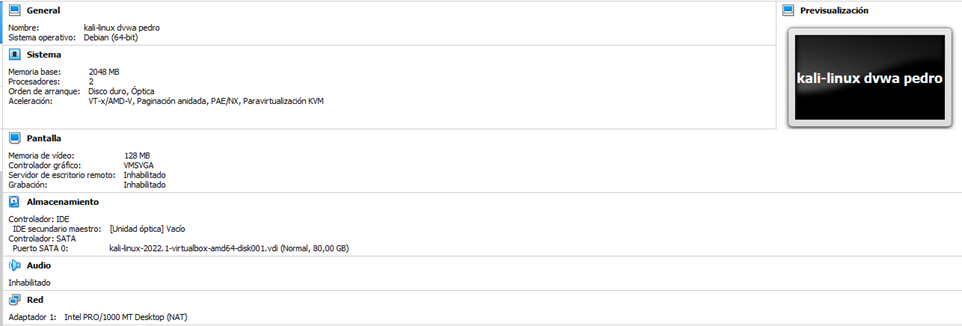 General
Nombre: kali-linux dvwa pedro
Sistema operativo: Debian (64-bit)
Sistema
Memoria base: 2048 MB
Procesadores: 2
Orden de arranque: Disco duro, Óptica
Aceleración: VT-x/AMD-V, Paginación anidada, PAE/NX, Paravirtualización KVM
Previsualización
kali-linux dvwa pedro
Pantalla
Memoria de vídeo: 128 MB
Controlador gráfico: VMSVGA
Servidor de escritorio remoto: Inhabilitado
Grabación: Inhabilitado
Almacenamiento
Controlador: IDE
IDE secundario maestro: [Unidad óptica] Vacío
Controlador: SATA
Puerto SATA 0: kali-linux-2022.1-virtualbox-amd64-disk001.vdi (Normal, 80,00 GB)
Audio
Inhabilitado
Red
Adaptador 1: Intel PRO/1000 MT Desktop (NAT)